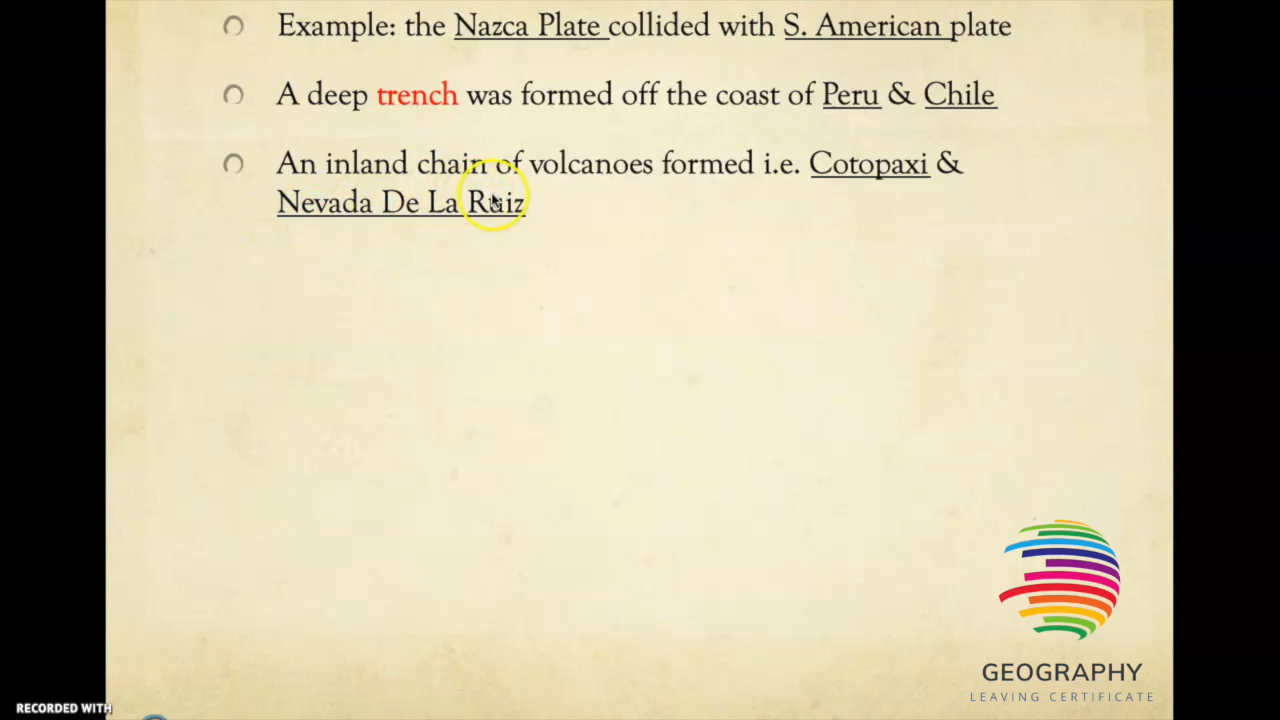 Example: the Nazca Plate collided with S. American plate
A deep trench was formed off the coast of Peru & Chile
An inland chain of volcanoes formed i.e. Cotopaxi &
Nevada De La Ruiz
GEOGRAPHY
LEAVING CERTIFICATE
RECORDED WITH